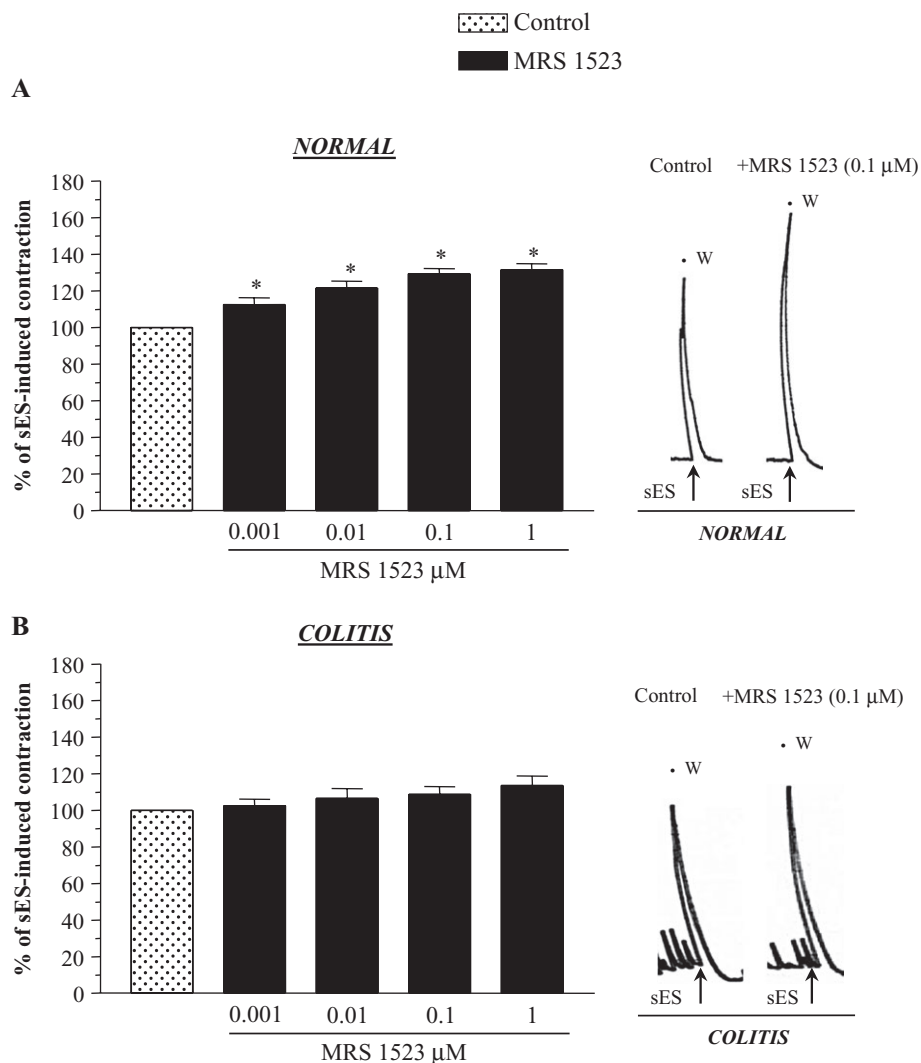 Control
MRS 1523
A
NORMAL
% of sES-induced contraction
180
160
140
120
100
80
60
40
20
0
*
*
*
*
0.001 0.01 0.1 1
MRS 1523 μM
Control +MRS 1523 (0.1 μM)
W
W
sES
sES
NORMAL
B
COLITIS
% of sES-induced contraction
180
160
140
120
100
80
60
40
20
0
0.001 0.01 0.1 1
MRS 1523 μM
Control +MRS 1523 (0.1 μM)
W
W
sES
sES
COLITIS